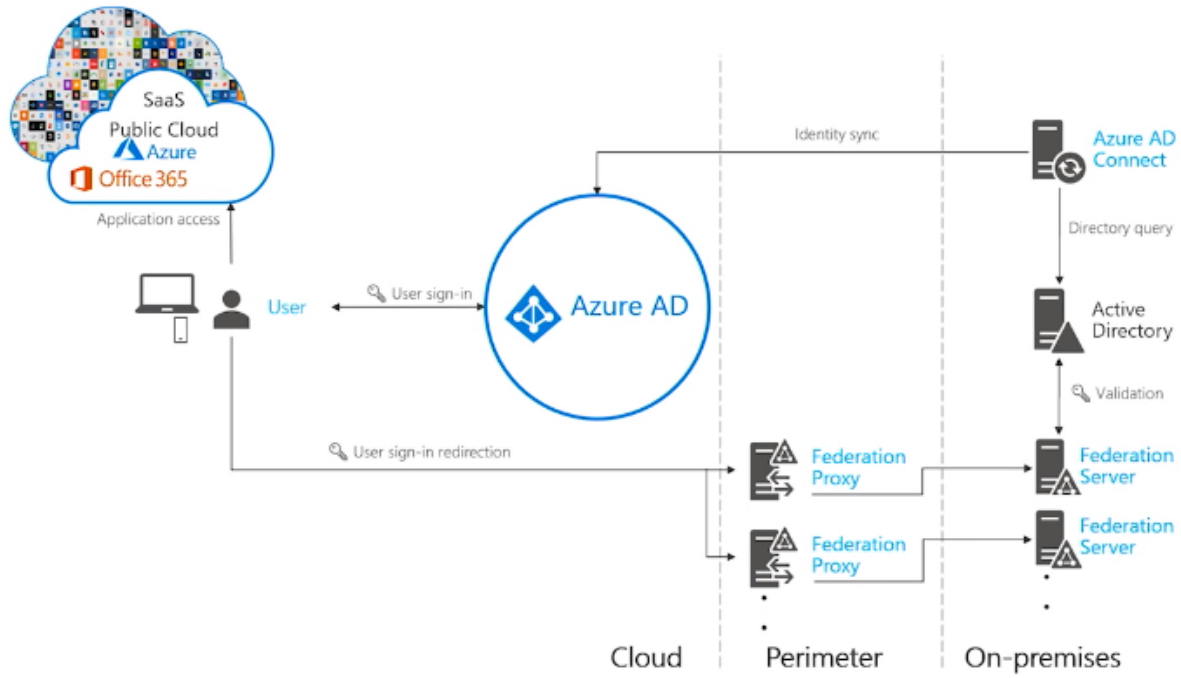 SaaS
Public Cloud
Azure
Office 365
Application access
Identity sync
Azure AD
Connect
Directory query
User
User sign-in
Azure AD
Active
Directory
Validation
User sign-in redirection
Federation
Proxy
Federation
Server
Federation
Proxy
Federation
Server
Cloud
Perimeter
On-premises